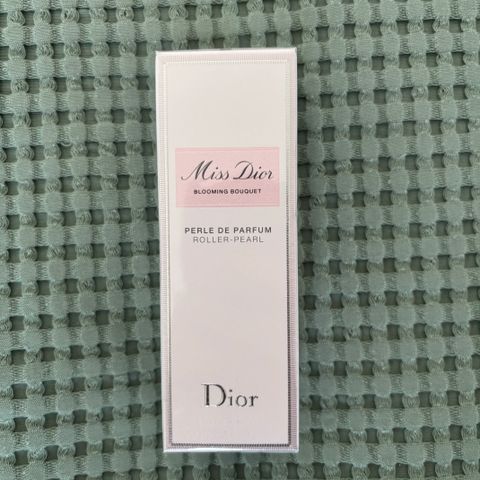 Miss Dior
BLOOMING BOUQUET
PERLE DE PARFUM
ROLLER-PEARL
Dior